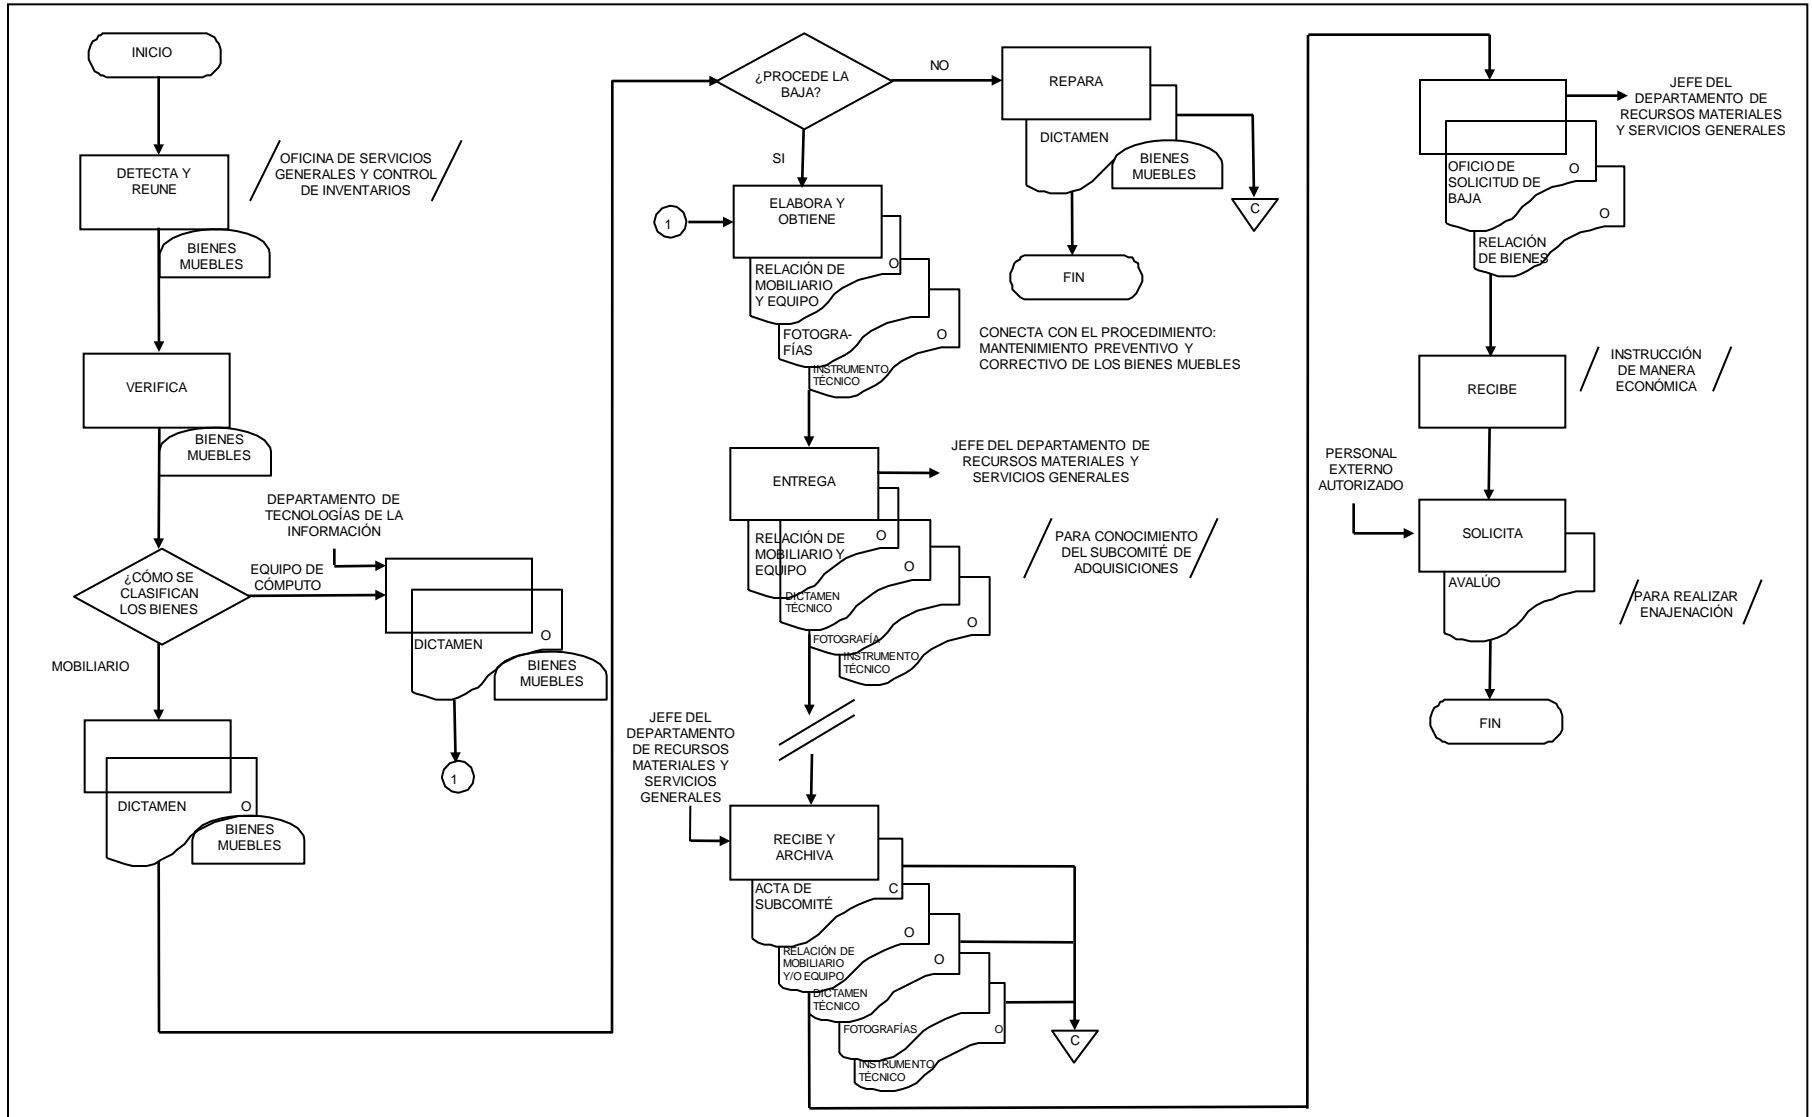 INICIO
DETECTA Y
REUNE
OFICINA DE SERVICIOS
GENERALES Y CONTROL
DE INVENTARIOS
BIENES
MUEBLES
VERIFICA
BIENES
MUEBLES
DEPARTAMENTO DE
TECNOLOGÍAS DE LA
INFORMACIÓN
¿CÓMO SE
CLASIFICAN
LOS BIENES
EQUIPO DE
CÓMPUTO
DICTAMEN
O
BIENES
MUEBLES
1
MOBILIARIO
DICTAMEN
O
BIENES
MUEBLES
¿PROCEDE LA
BAJA?
NO
REPARA
DICTAMEN
BIENES
MUEBLES
C
FIN
CONECTA CON EL PROCEDIMIENTO:
MANTENIMIENTO PREVENTIVO Y
CORRECTIVO DE LOS BIENES MUEBLES
SI
1
ELABORA Y
OBTIENE
RELACIÓN DE
MOBILIARIO
Y EQUIPO
O
FOTOGRA-
FÍAS
O
INSTRUMENTO
TÉCNICO
ENTREGA
JEFE DEL DEPARTAMENTO DE
RECURSOS MATERIALES Y
SERVICIOS GENERALES
RELACIÓN DE
MOBILIARIO Y
EQUIPO
O
DICTAMEN
TÉCNICO
O
FOTOGRAFÍA
O
INSTRUMENTO
TÉCNICO
PARA CONOCIMIENTO
DEL SUBCOMITÉ DE
ADQUISICIONES
JEFE DEL
DEPARTAMENTO
DE RECURSOS
MATERIALES Y
SERVICIOS
GENERALES
RECIBE Y
ARCHIVA
ACTA DE
SUBCOMITÉ
C
RELACIÓN DE
MOBILIARIO
Y/O EQUIPO
O
DICTAMEN
TÉCNICO
O
FOTOGRAFÍAS
O
INSTRUMENTO
TÉCNICO
C
JEFE DEL
DEPARTAMENTO DE
RECURSOS MATERIALES
Y SERVICIOS GENERALES
OFICIO DE
SOLICITUD DE
BAJA
O
RELACIÓN
DE BIENES
O
RECIBE
INSTRUCCIÓN
DE MANERA
ECONÓMICA
PERSONAL
EXTERNO
AUTORIZADO
SOLICITA
AVALÚO
PARA REALIZAR
ENAJENACIÓN
FIN